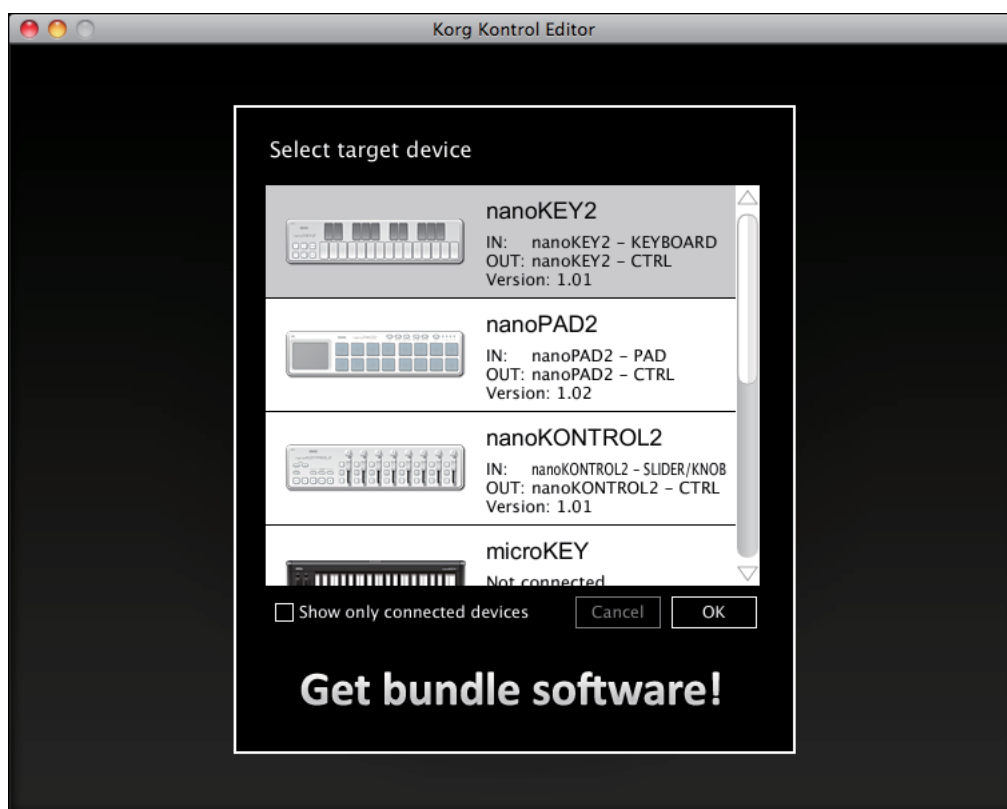 Korg Kontrol Editor
Select target device
nanoKEY2
IN: nanoKEY2 – KEYBOARD
OUT: nanoKEY2 – CTRL
Version: 1.01
nanoPAD2
IN: nanoPAD2 – PAD
OUT: nanoPAD2 – CTRL
Version: 1.02
nanoKONTROL2
IN: nanoKONTROL2 – SLIDER/KNOB
OUT: nanoKONTROL2 – CTRL
Version: 1.01
microKEY
Not connected
Show only connected devices
Cancel
OK
Get bundle software!